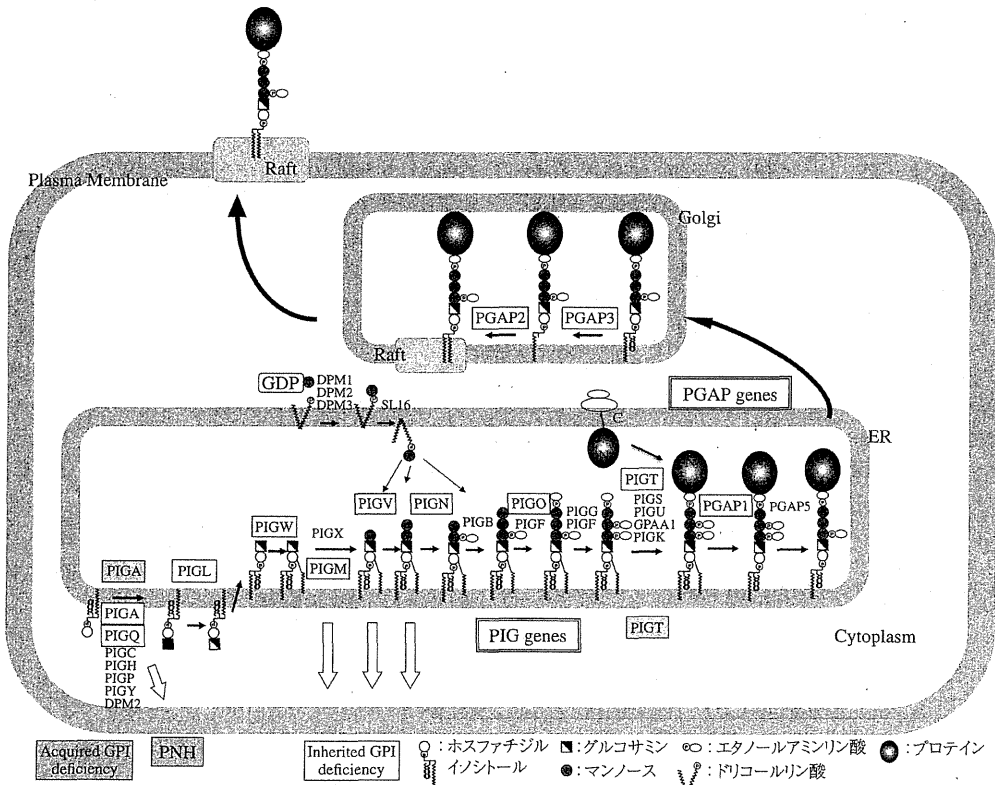 Raft
Plasma Membrane
Golgi
PGAP2
PGAP3
Raft
GDP
DPM1
DPM2
DPM3
SL16
PGAP genes
ER
PIGV
PIGN
PIGO
PIGT
PIGS
PIGU
GPAA1
PIGK
PGAP1
PGAP5
PIGW
PIGX
PIGM
PIGB
PIGF
PIGG
PIGF
PIGA
PIGL
PIGA
PIGQ
PIGC
PIGH
PIGP
PIGY
DPM2
PIG genes
PIGT
Cytoplasm
Acquired GPI
deficiency
PNH
Inherited GPI
deficiency
:ホスファチジル
イノシトール
:グルコサミン
:マンノース
:エタノールアミンリン酸
:ドリコールリン酸
:プロテイン